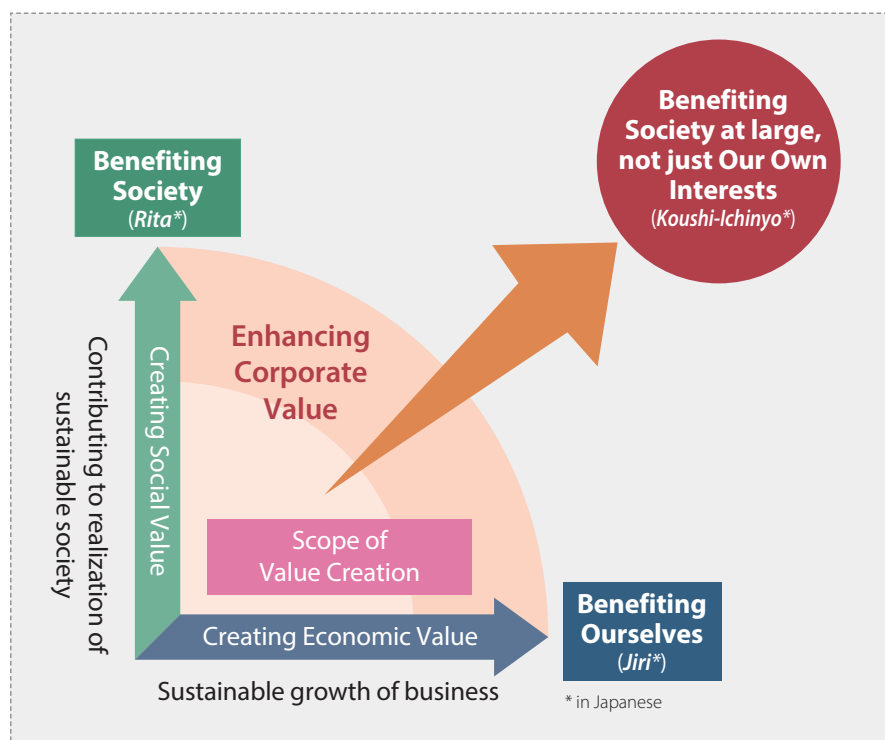 Benefiting
Society at large,
not just Our Own
Interests
(Koushi-Ichinyo*)
Benefiting
Society
(Rita*)
Enhancing
Corporate
Value
Creating Social Value
Contributing to realization of
sustainable society
Scope of
Value Creation
Creating Economic Value
Sustainable growth of business
Benefiting
Ourselves
(Jiri*)
* in Japanese